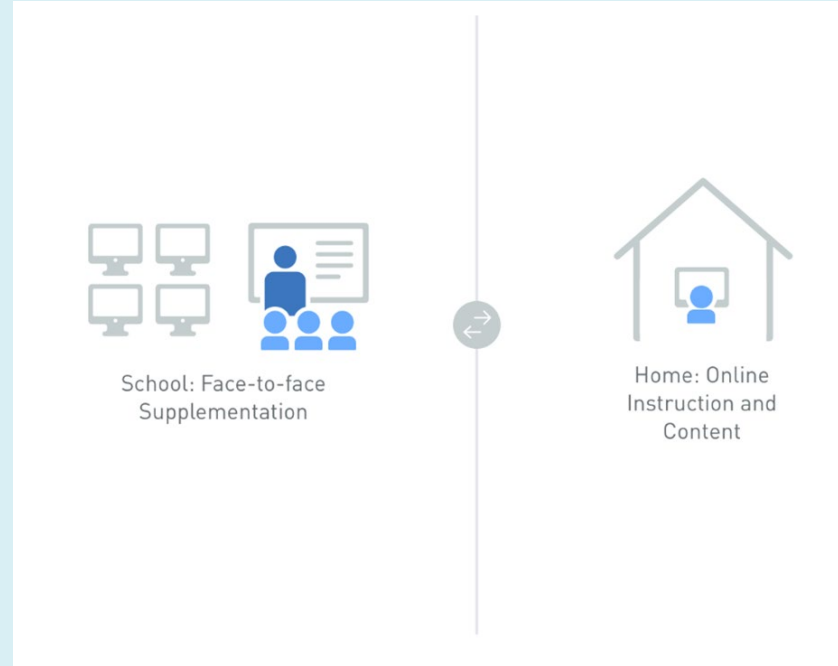 School: Face-to-face
Supplementation
Home: Online
Instruction and
Content